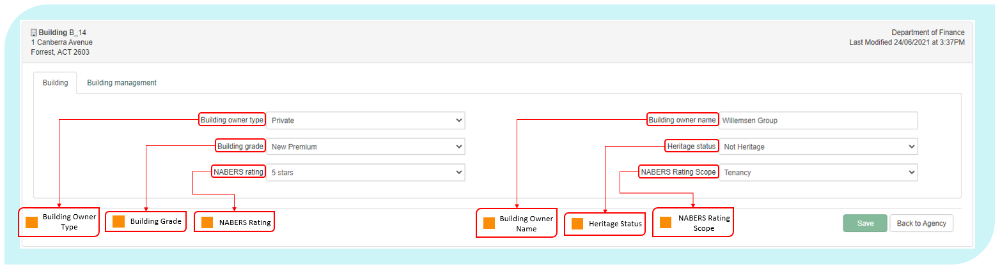 Building B_14
1 Canberra Avenue
Forrest, ACT 2603
Department of Finance
Last Modified 24/06/2021 at 3:37PM
Building
Building management
Building owner type
Private
Building owner name
Willemsen Group
Building grade
New Premium
Heritage status
Not Heritage
NABERS rating
5 stars
NABERS Rating Scope
Tenancy
Building Owner
Type
Building Grade
NABERS Rating
Building Owner
Name
Heritage Status
NABERS Rating
Scope
Save
Back to Agency